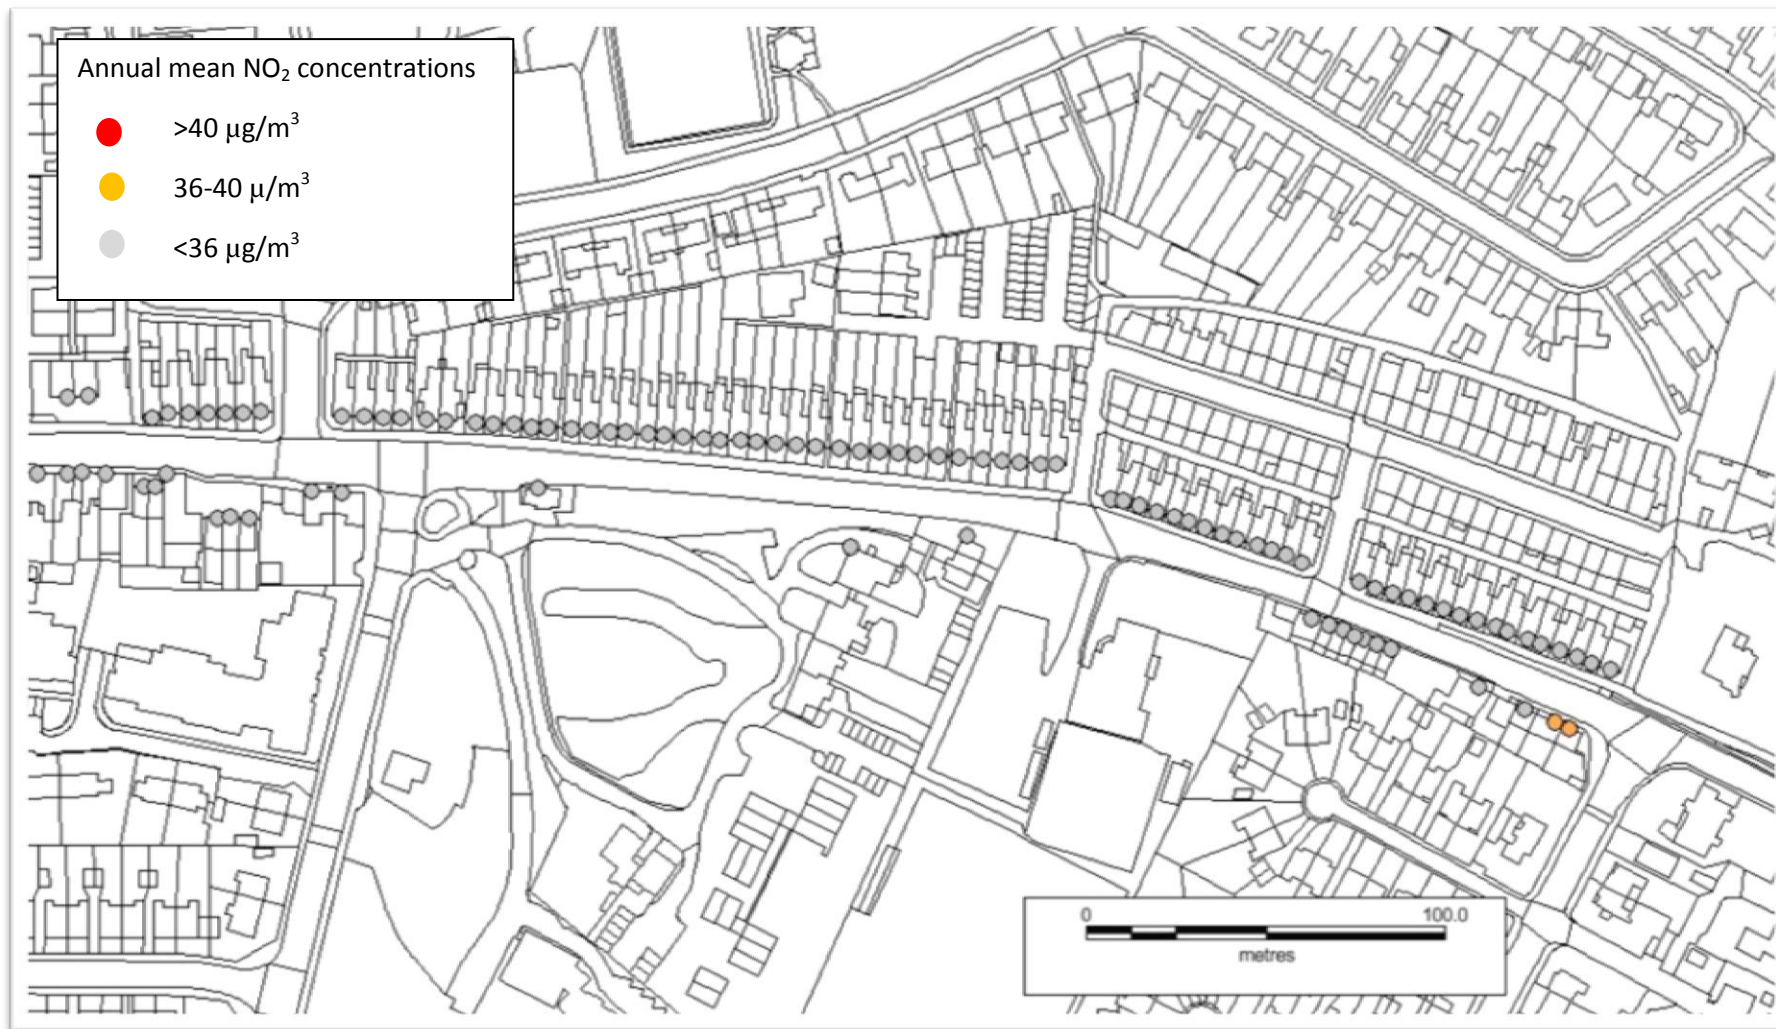 Annual mean NO₂ concentrations
>40 µg/m³
36-40 µ/m³
<36 µg/m³
0 100.0
metres